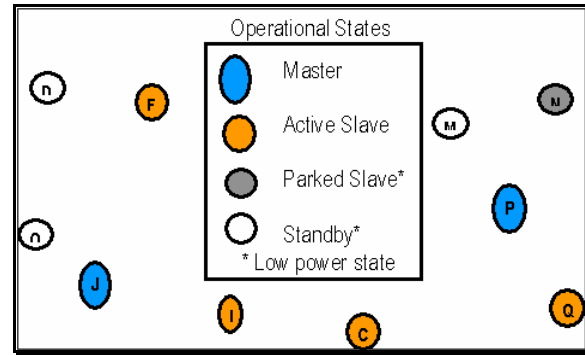 Operational States
Master
F
N
Active Slave
M
Parked Slave*
P
Standby*
* Low power state
J
I
Q
C